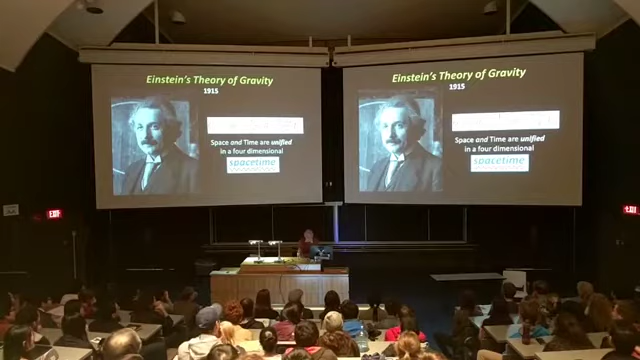 Einstein's Theory of Gravity
1915
Space and Time are unified
in a four dimensional
spacetime
Einstein's Theory of Gravity
1915
Space and Time are unified
in a four dimensional
spacetime
EXIT
EXIT